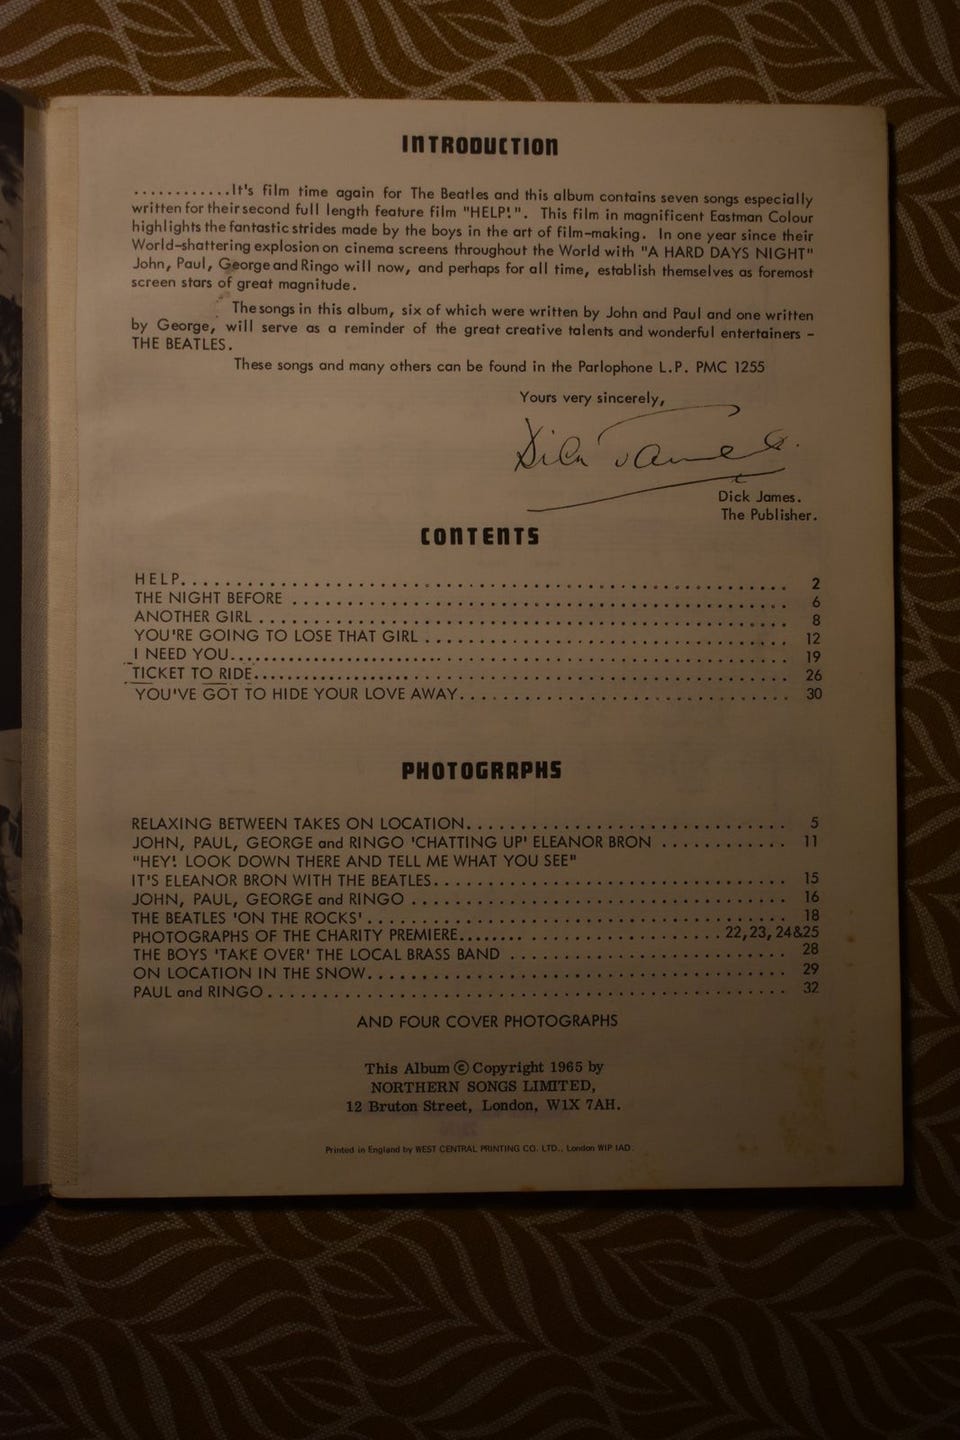 INTRODUCTION
............It's film time again for The Beatles and this album contains seven songs especially
written for their second full length feature film "HELP!". This film in magnificent Eastman Colour
highlights the fantastic strides made by the boys in the art of film-making. In one year since their
World-shattering explosion on cinema screens throughout the World with "A HARD DAYS NIGHT"
John, Paul, George and Ringo will now, and perhaps for all time, establish themselves as foremost
screen stars of great magnitude.
The songs in this album, six of which were written by John and Paul and one written
by George, will serve as a reminder of the great creative talents and wonderful entertainers -
THE BEATLES.
These songs and many others can be found in the Parlophone L.P. PMC 1255
Yours very sincerely,
Dick James
Dick James.
The Publisher.
CONTENTS
HELP. . . . . . . . . . . . . . . . . . . . 2
THE NIGHT BEFORE . . . . . . . . . . . . . . . . . . . . 6
ANOTHER GIRL . . . . . . . . . . . . . . . . . . . . 8
YOU'RE GOING TO LOSE THAT GIRL . . . . . . . . . . . . . . . . . . . . 12
I NEED YOU. . . . . . . . . . . . . . . . . . . . 19
TICKET TO RIDE. . . . . . . . . . . . . . . . . . . . 26
YOU'VE GOT TO HIDE YOUR LOVE AWAY. . . . . . . . . . . . . . . . . . . . 30
PHOTOGRAPHS
RELAXING BETWEEN TAKES ON LOCATION. . . . . . . . . . . . . . . . . . . . 5
JOHN, PAUL, GEORGE and RINGO 'CHATTING UP' ELEANOR BRON . . . . . . . . . . . . 11
"HEY! LOOK DOWN THERE AND TELL ME WHAT YOU SEE"
IT'S ELEANOR BRON WITH THE BEATLES. . . . . . . . . . . . . . . . . . . . 15
JOHN, PAUL, GEORGE and RINGO . . . . . . . . . . . . . . . . . . . . 16
THE BEATLES 'ON THE ROCKS'. . . . . . . . . . . . . . . . . . . . 18
PHOTOGRAPHS OF THE CHARITY PREMIERE. . . . . . . . . . . . . . . . . . . . 22,23,24&25
THE BOYS 'TAKE OVER' THE LOCAL BRASS BAND . . . . . . . . . . . . . . . . . . . . 28
ON LOCATION IN THE SNOW. . . . . . . . . . . . . . . . . . . . 29
PAUL and RINGO. . . . . . . . . . . . . . . . . . . . 32
AND FOUR COVER PHOTOGRAPHS
This Album © Copyright 1965 by
NORTHERN SONGS LIMITED,
12 Bruton Street, London, W1X 7AH.
Printed in England by WEST CENTRAL PRINTING CO. LTD., London WIP IAD